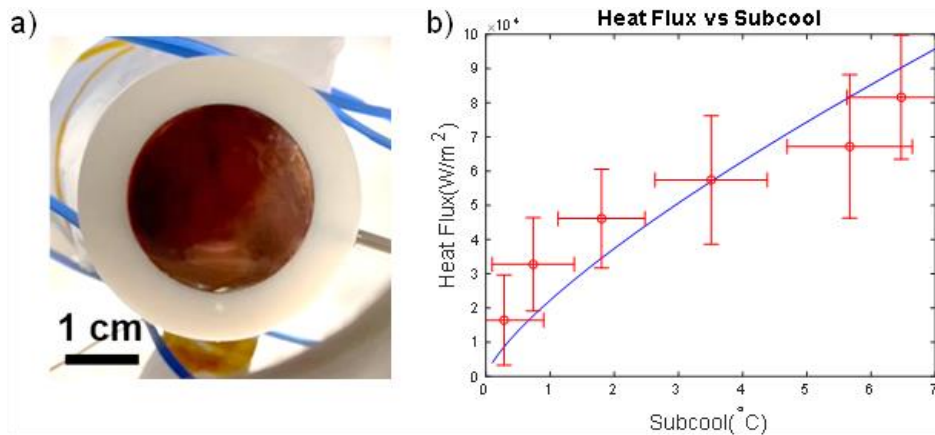 a)
1 cm
b)
Heat Flux vs Subcool
×10⁴
Heat Flux(W/m²)
10
9
8
7
6
5
4
3
2
1
0
0 1 2 3 4 5 6 7
Subcool(°C)